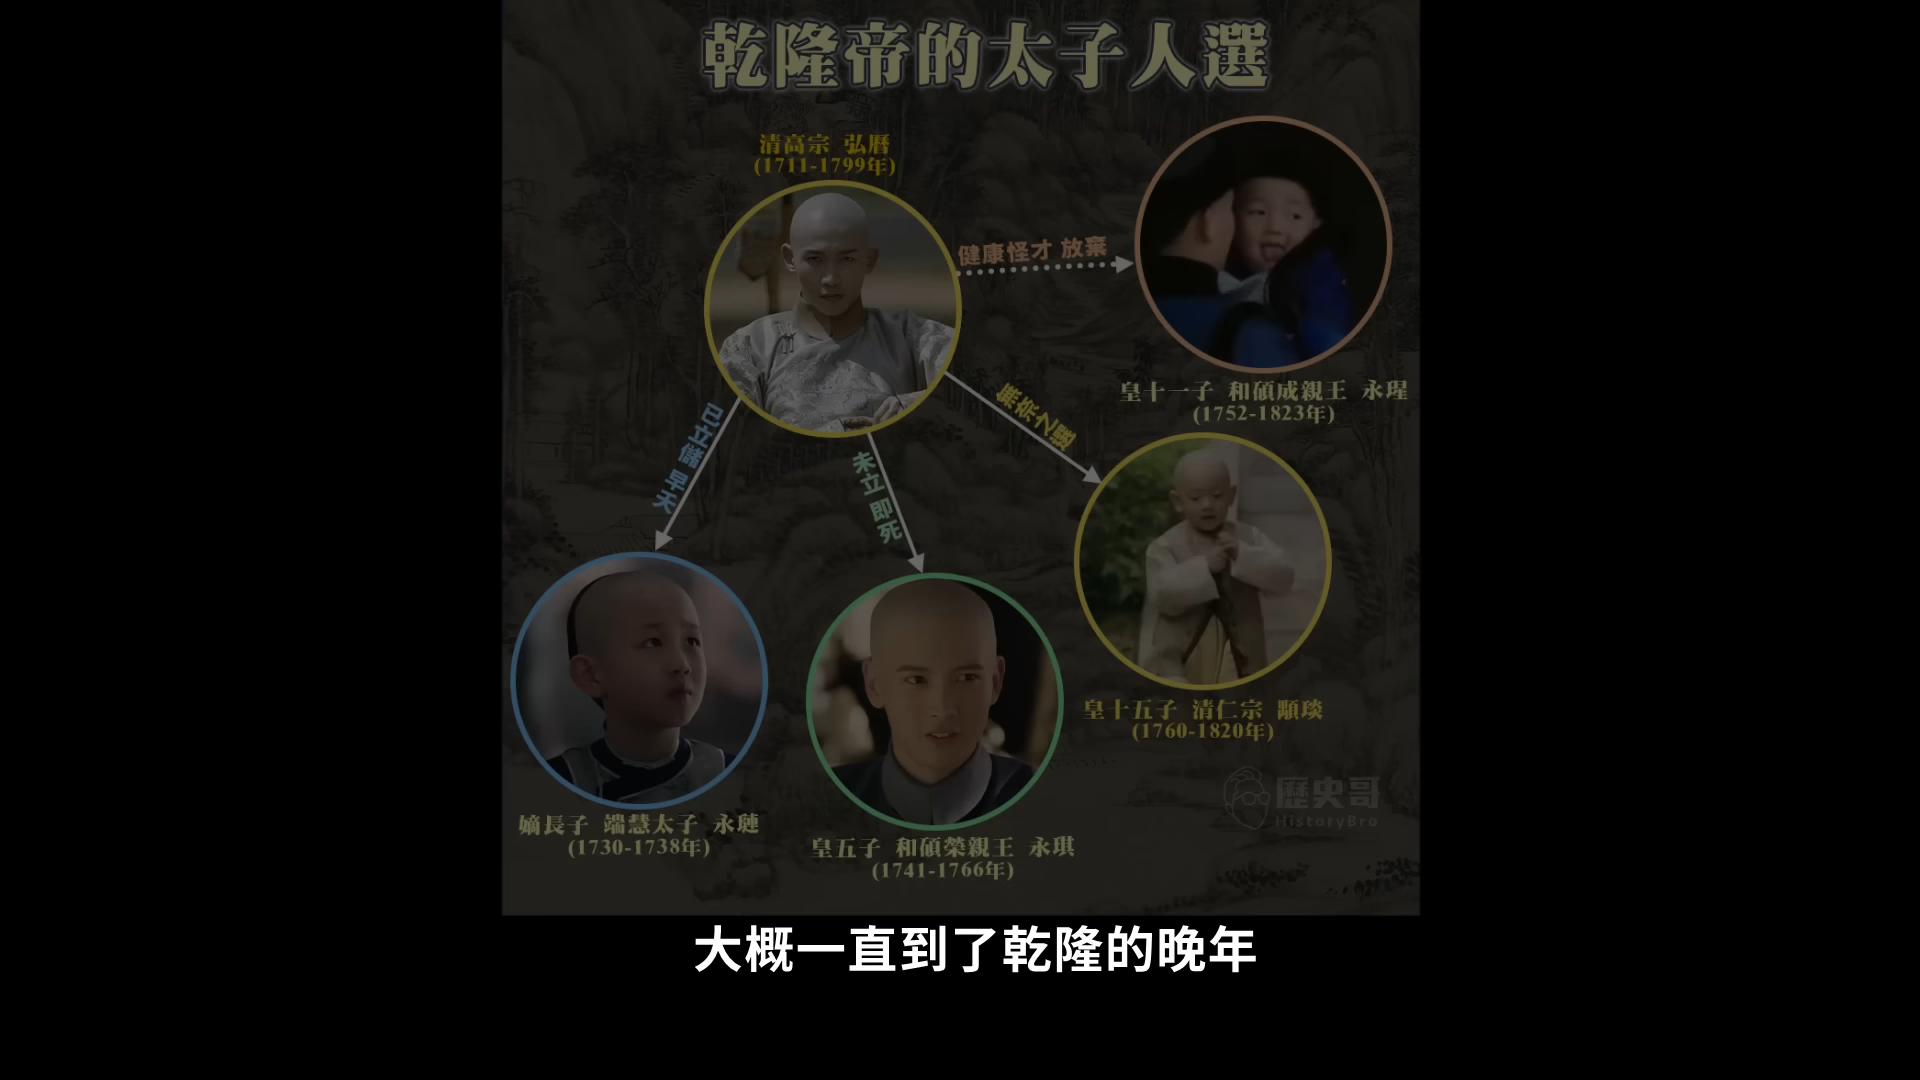 乾隆帝的太子人選
清高宗 弘曆
(1711-1799年)
健康怪才 放棄
皇十一子 和碩成親王 永瑆
(1752-1823年)
已立儲 早夭
未立 即死
無奈之選
皇十五子 清仁宗 顒琰
(1760-1820年)
嫡長子 端慧太子 永璉
(1730-1738年)
皇五子 和碩榮親王 永琪
(1741-1766年)
歷史哥
HistoryBro
大概一直到了乾隆的晚年